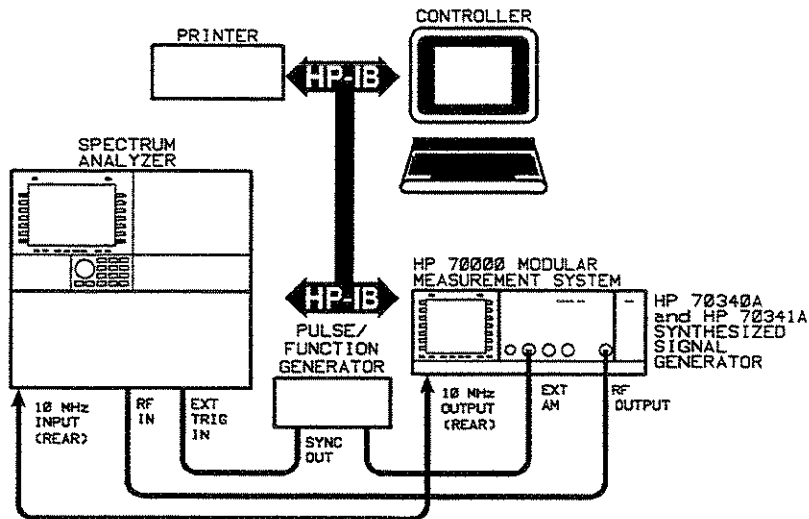 CONTROLLER
PRINTER
HP-IB
SPECTRUM
ANALYZER
HP 70000 MODULAR
MEASUREMENT SYSTEM
HP-IB
HP 70340A
and HP 70341A
SYNTHESIZED
SIGNAL
GENERATOR
PULSE/
FUNCTION
GENERATOR
10 MHz
INPUT
(REAR)
RF
IN
EXT
TRIG
IN
SYNC
OUT
10 MHz
OUTPUT
(REAR)
EXT
AM
RF
OUTPUT